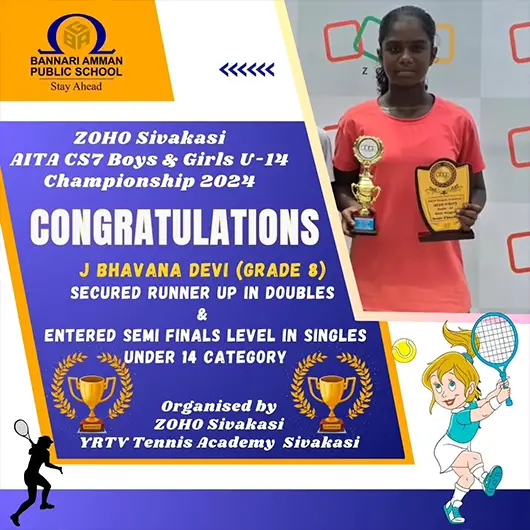 BANNARI AMMAN
PUBLIC SCHOOL
Stay Ahead
ZOHO Sivakasi
AITA CS7 Boys & Girls U-14
Championship 2024
CONGRATULATIONS
J BHAVANA DEVI (GRADE 8)
SECURED RUNNER UP IN DOUBLES
&
ENTERED SEMI FINALS LEVEL IN SINGLES
UNDER 14 CATEGORY
Organised by
ZOHO Sivakasi
YRTV Tennis Academy Sivakasi